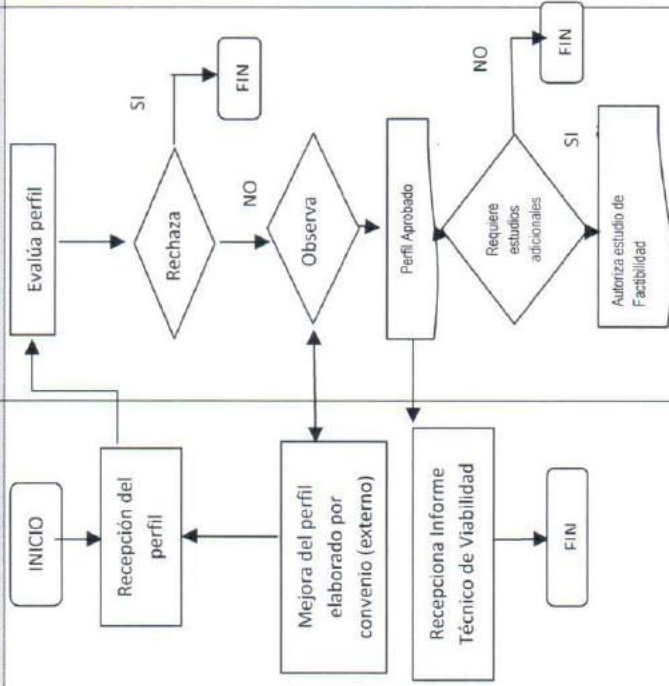 INICIO
Recepción del
perfil
Mejora del perfil
elaborado por
convenio (externo)
Recepciona Informe
Técnico de Viabilidad
FIN
Evalúa perfil
Rechaza
SI
FIN
NO
Observa
Perfil Aprobado
Requiere
estudios
adicionales
NO
FIN
SI
Autoriza estudio de
Factibilidad